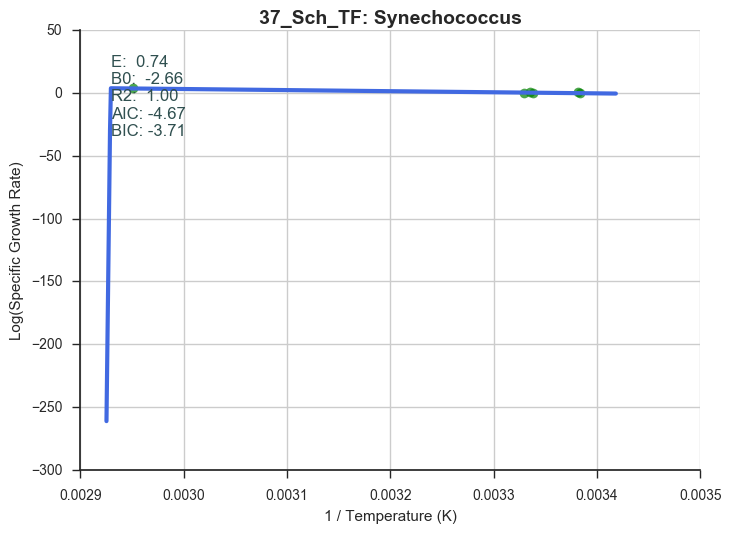 37_Sch_TF: Synechococcus
50
0
−50
−100
−150
−200
−250
−300
Log(Specific Growth Rate)
E:  0.74
B0:  -2.66
R2:  1.00
AIC: -4.67
BIC: -3.71
0.0029 0.0030 0.0031 0.0032 0.0033 0.0034 0.0035
1 / Temperature (K)